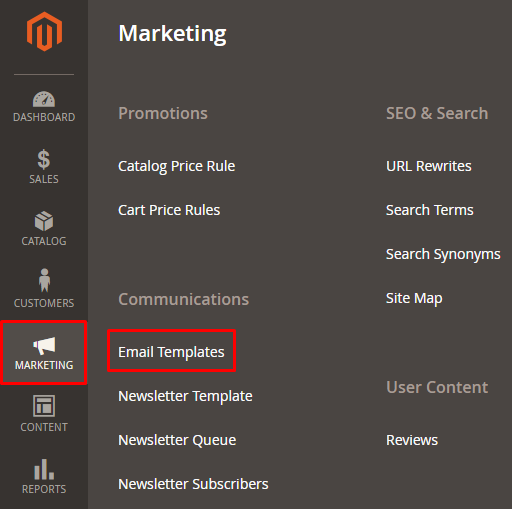 DASHBOARD
SALES
CATALOG
CUSTOMERS
MARKETING
CONTENT
REPORTS
Marketing
Promotions
Catalog Price Rule
Cart Price Rules
Communications
Email Templates
Newsletter Template
Newsletter Queue
Newsletter Subscribers
SEO & Search
URL Rewrites
Search Terms
Search Synonyms
Site Map
User Content
Reviews